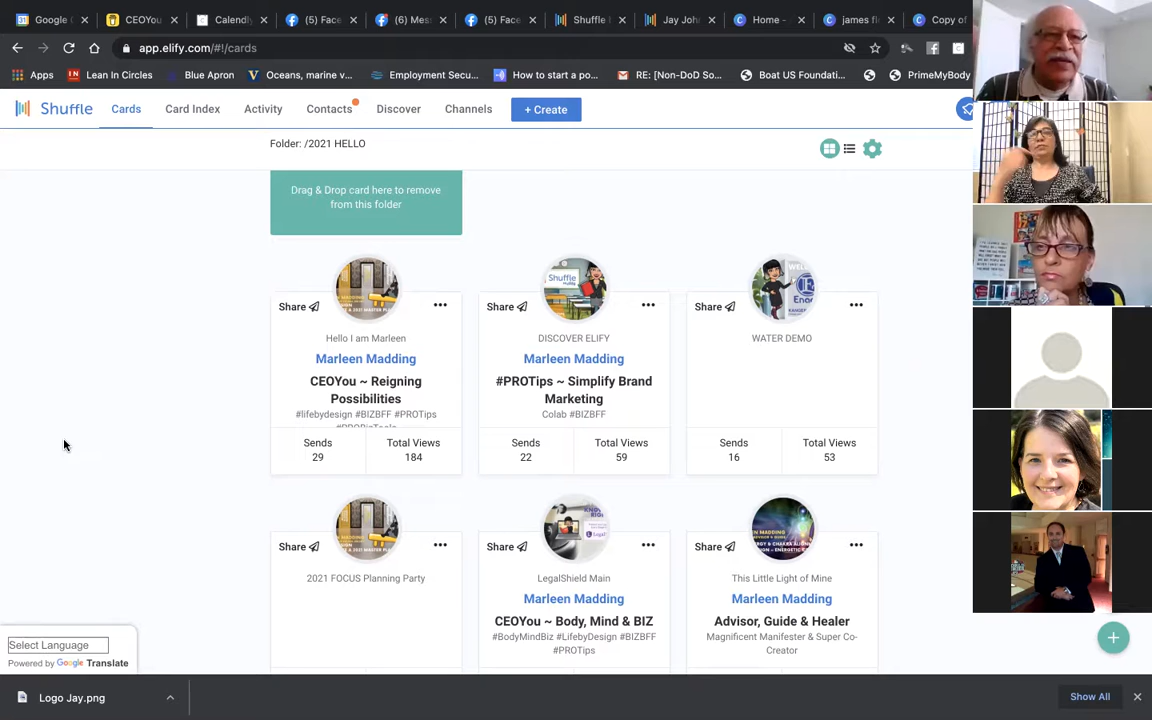 Google C
CEOYou
Calendly
(5) Face
(6) Mess
(5) Face
Shuffle
Jay John
Home -
james fl
Copy of
app.elify.com/#!/cards
Apps
Lean In Circles
Blue Apron
Oceans, marine v...
Employment Secu...
How to start a po...
RE: [Non-DoD So...
Boat US Foundati...
PrimeMyBody
Shuffle
Cards
Card Index
Activity
Contacts
Discover
Channels
+ Create
Folder: /2021 HELLO
Drag & Drop card here to remove
from this folder
Share
Hello I am Marleen
Marleen Madding
CEOYou ~ Reigning
Possibilities
#lifebydesign #BIZBFF #PROTips
#PROBizTools
Sends
29
Total Views
184
Shuffle
Share
DISCOVER ELIFY
Marleen Madding
#PROTips ~ Simplify Brand
Marketing
Colab #BIZBFF
Sends
22
Total Views
59
Share
WATER DEMO
Sends
16
Total Views
53
Share
2021 FOCUS Planning Party
Share
LegalShield Main
Marleen Madding
CEOYou ~ Body, Mind & BIZ
#BodyMindBiz #LifebyDesign #BIZBFF
#PROTips
Share
This Little Light of Mine
Marleen Madding
Advisor, Guide & Healer
Magnificent Manifester & Super Co-
Creator
Select Language
Powered by Google Translate
Logo Jay.png
Show All